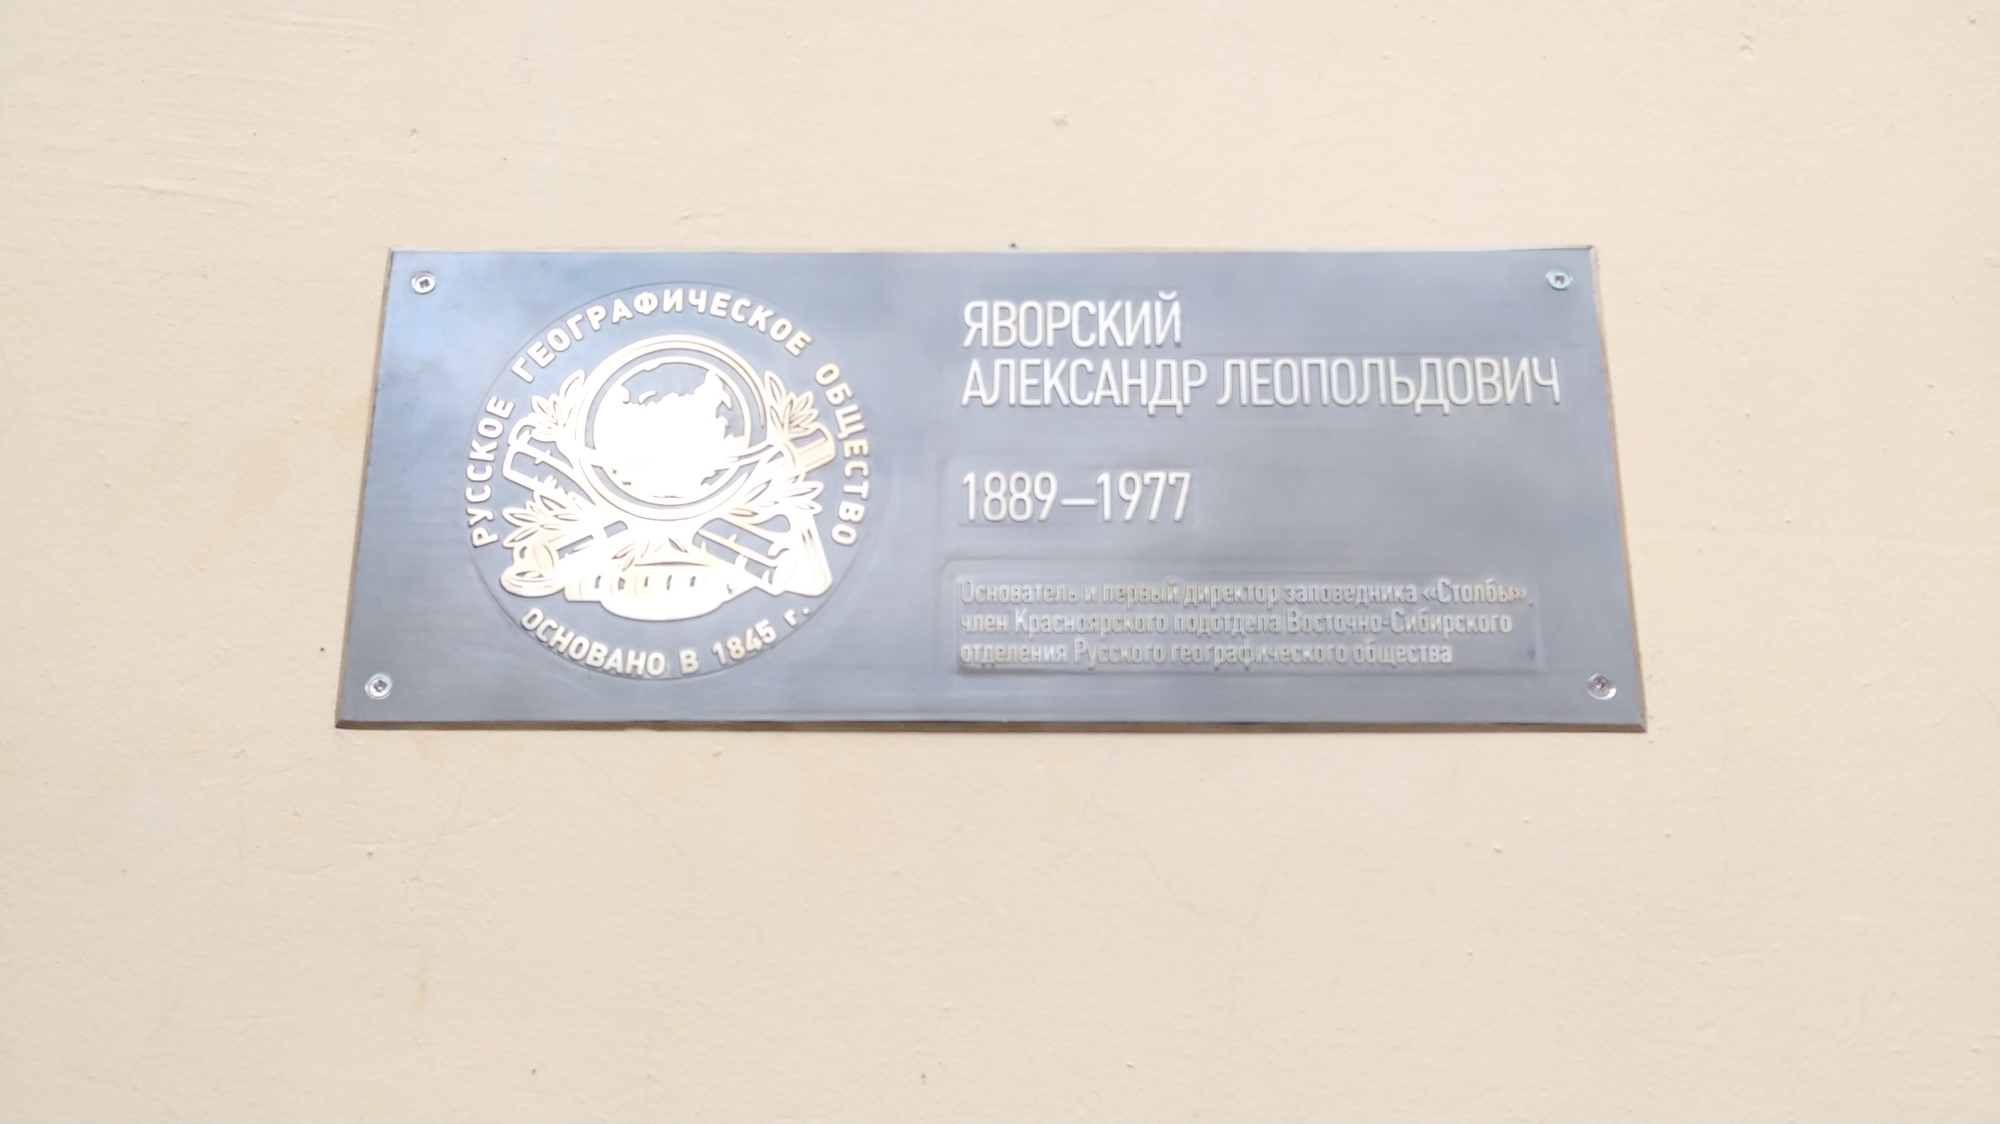 РУССКОЕ ГЕОГРАФИЧЕСКОЕ ОБЩЕСТВО
ОСНОВАНО В 1845 г.
ЯВОРСКИЙ
АЛЕКСАНДР ЛЕОПОЛЬДОВИЧ
1889–1977
Основатель и первый директор заповедника «Столбы»,
член Красноярского подотдела Восточно-Сибирского
отделения Русского географического общества